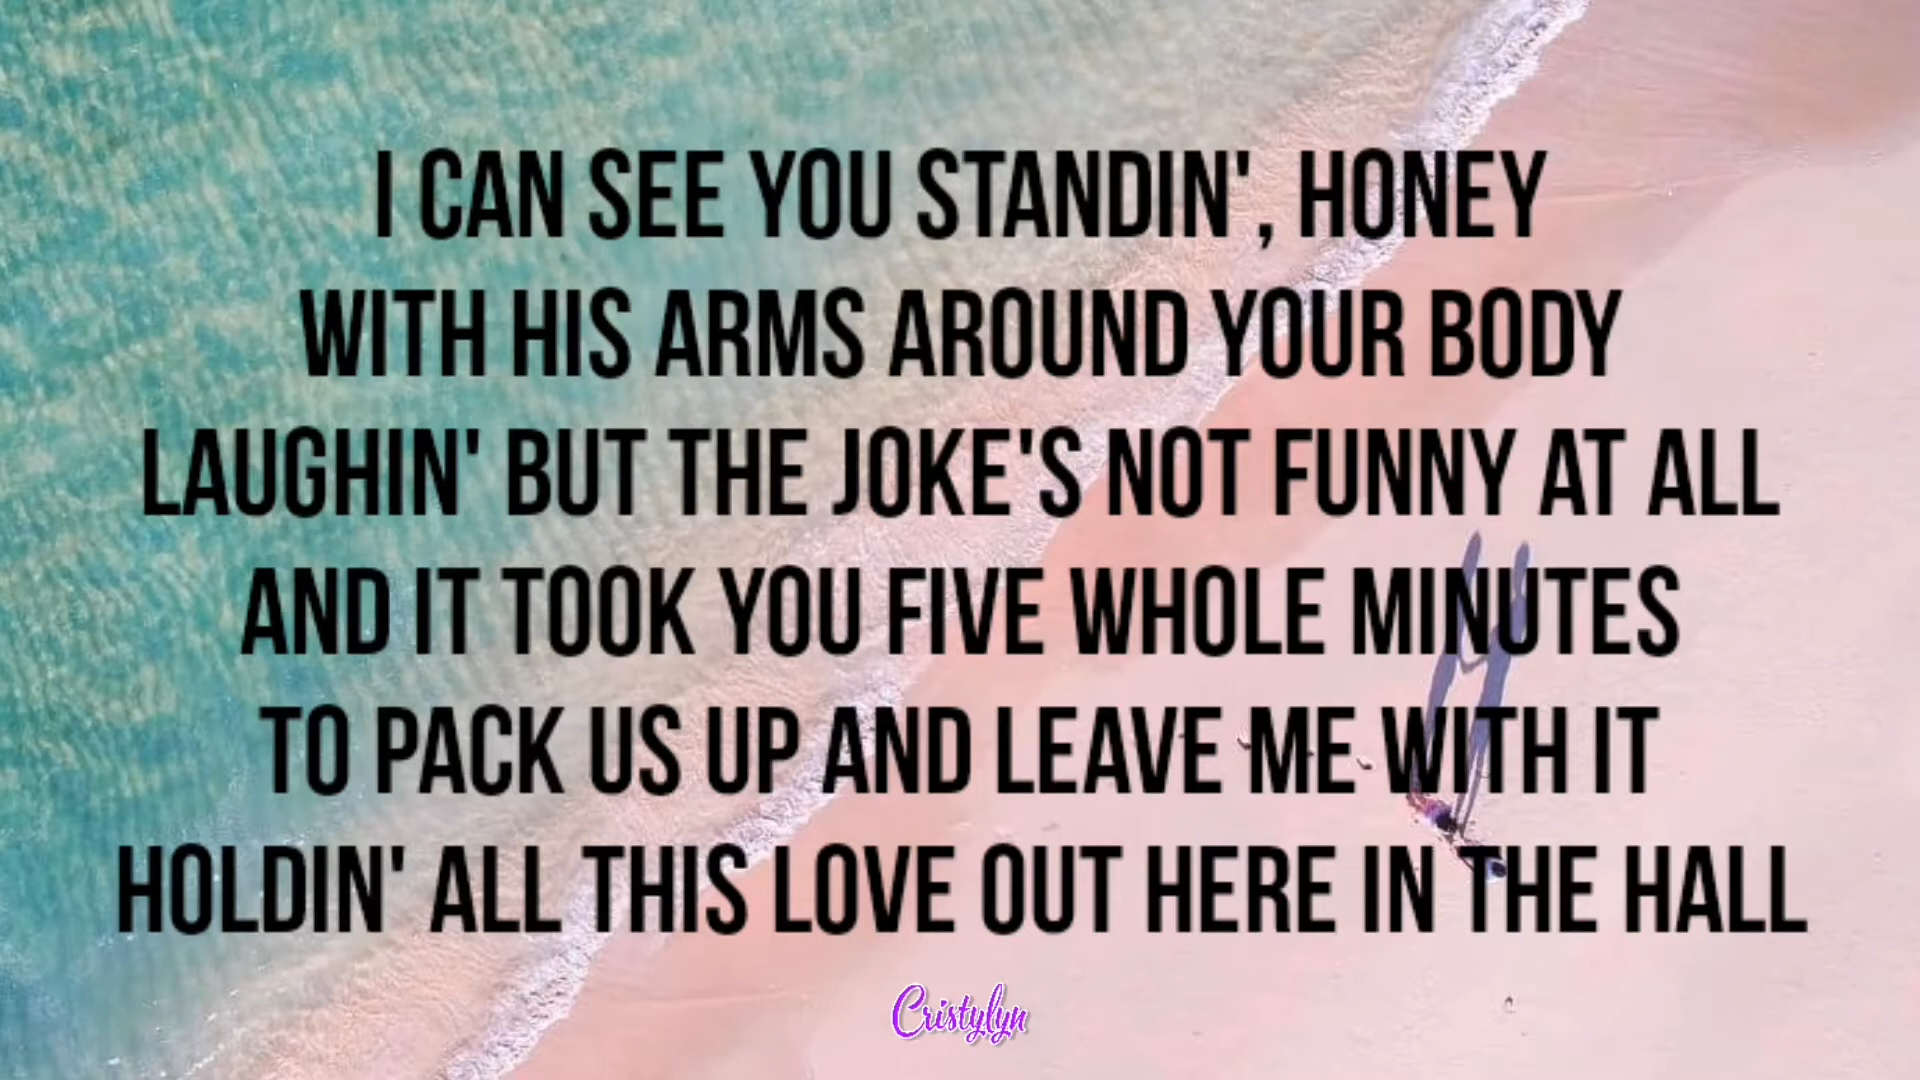 I CAN SEE YOU STANDIN', HONEY
WITH HIS ARMS AROUND YOUR BODY
LAUGHIN' BUT THE JOKE'S NOT FUNNY AT ALL
AND IT TOOK YOU FIVE WHOLE MINUTES
TO PACK US UP AND LEAVE ME WITH IT
HOLDIN' ALL THIS LOVE OUT HERE IN THE HALL
Cristylyn